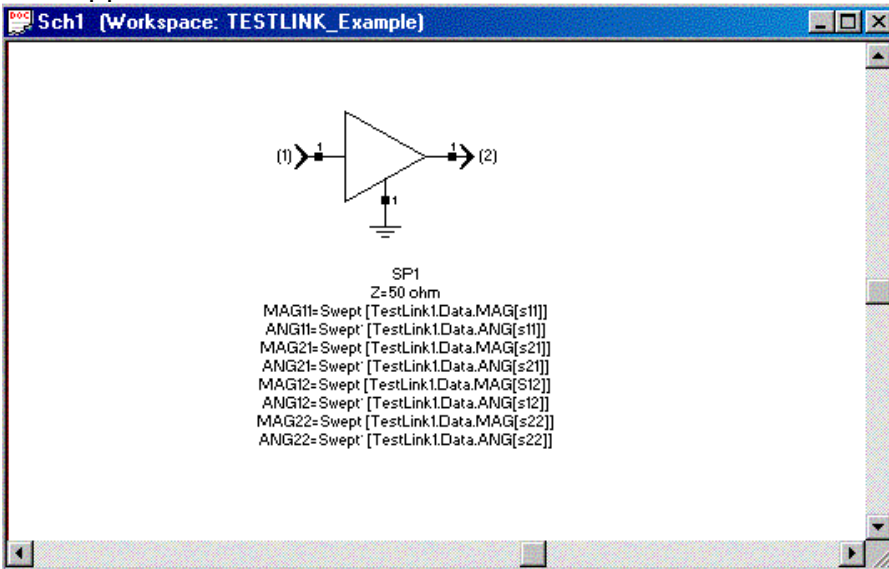 Sch1 (Workspace: TESTLINK_Example)
(1) 1 1 (2)
1
SP1
Z=50 ohm
MAG11=Swept [TestLink1.Data.MAG[s11]]
ANG11=Swept' [TestLink1.Data.ANG[s11]]
MAG21=Swept [TestLink1.Data.MAG[s21]]
ANG21=Swept' [TestLink1.Data.ANG[s21]]
MAG12=Swept [TestLink1.Data.MAG[S12]]
ANG12=Swept' [TestLink1.Data.ANG[s12]]
MAG22=Swept [TestLink1.Data.MAG[s22]]
ANG22=Swept' [TestLink1.Data.ANG[s22]]